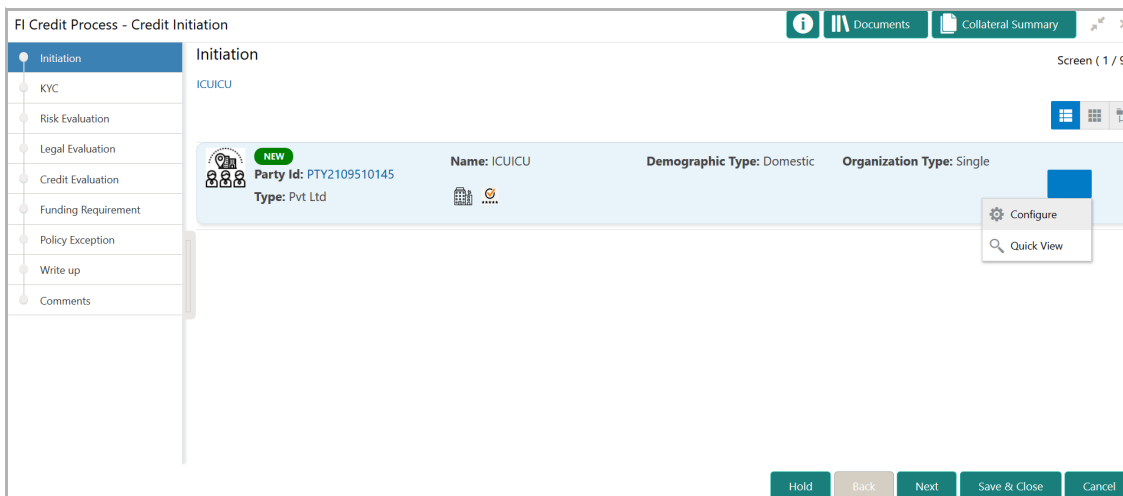 FI Credit Process - Credit Initiation
Documents
Collateral Summary
Initiation
KYC
Risk Evaluation
Legal Evaluation
Credit Evaluation
Funding Requirement
Policy Exception
Write up
Comments
Initiation
Screen ( 1 / 9
ICUICU
NEW
Party Id: PTY2109510145
Type: Pvt Ltd
Name: ICUICU
Demographic Type: Domestic
Organization Type: Single
Configure
Quick View
Hold
Back
Next
Save & Close
Cancel